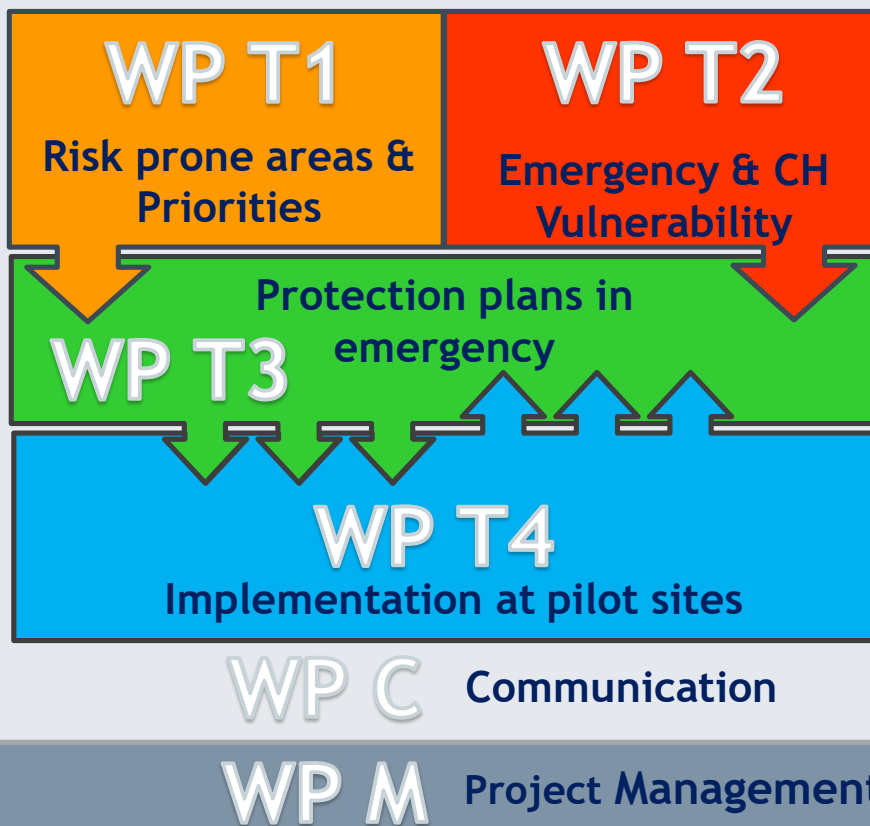 WP T1
Risk prone areas &
Priorities
WP T2
Emergency & CH
Vulnerability
Protection plans in
emergency
WP T3
WP T4
Implementation at pilot sites
WP C
Communication
WP M
Project Management